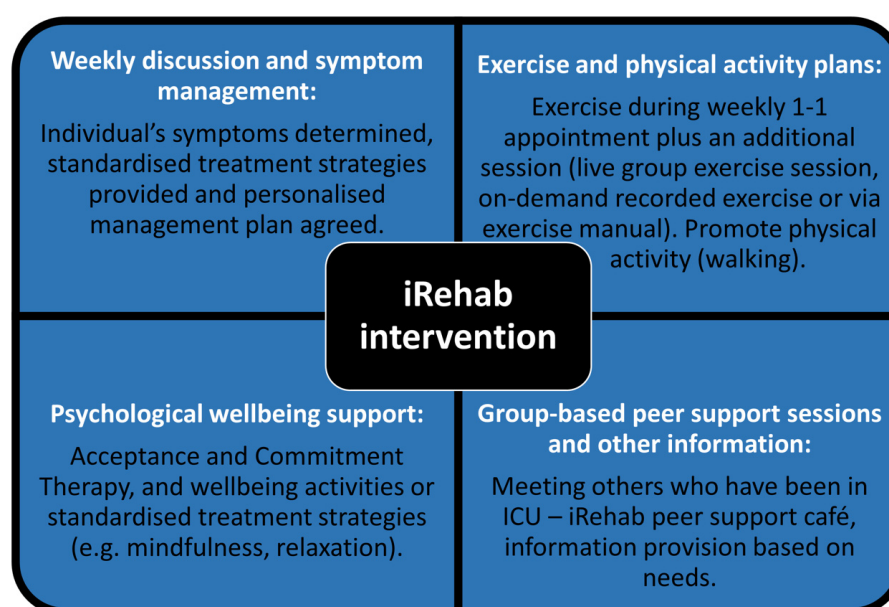 Weekly discussion and symptom
management:
Individual's symptoms determined,
standardised treatment strategies
provided and personalised
management plan agreed.
Exercise and physical activity plans:
Exercise during weekly 1-1
appointment plus an additional
session (live group exercise session,
on-demand recorded exercise or via
exercise manual). Promote physical
activity (walking).
iRehab
intervention
Psychological wellbeing support:
Acceptance and Commitment
Therapy, and wellbeing activities or
standardised treatment strategies
(e.g. mindfulness, relaxation).
Group-based peer support sessions
and other information:
Meeting others who have been in
ICU – iRehab peer support café,
information provision based on
needs.